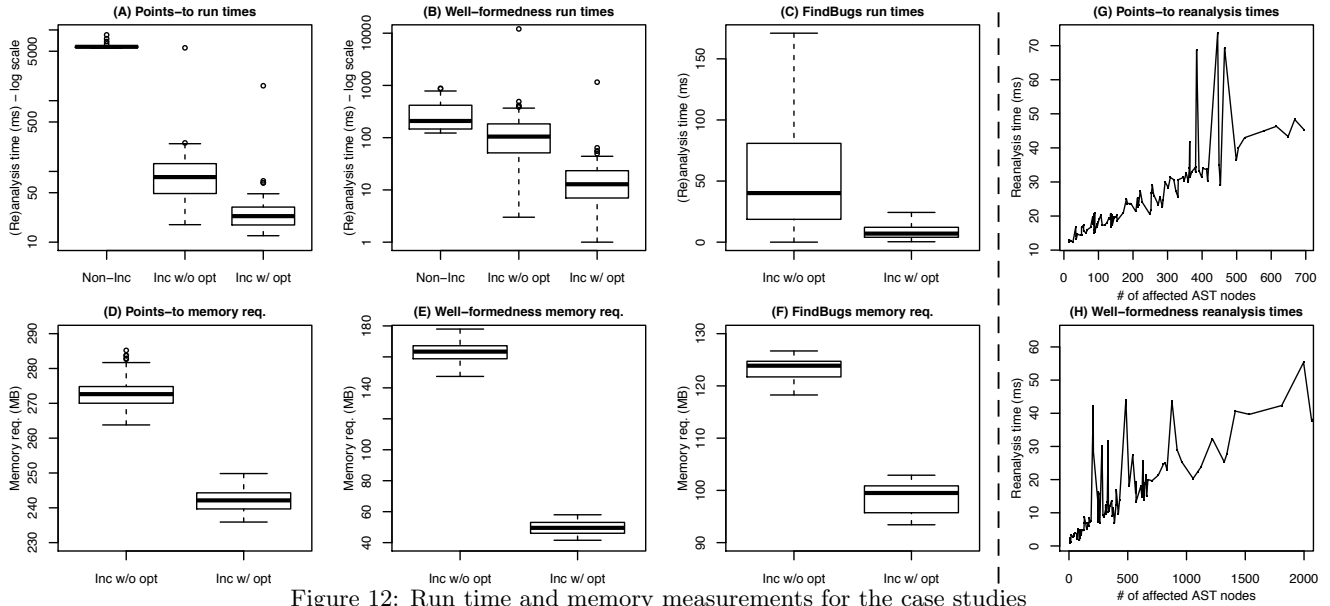 (A) Points−to run times
(Re)analysis time (ms) − log scale
10
50
500
5000
Non−Inc
Inc w/o opt
Inc w/ opt
(B) Well−formedness run times
(Re)analysis time (ms) − log scale
1
10
100
1000
10000
Non−Inc
Inc w/o opt
Inc w/ opt
(C) FindBugs run times
(Re)analysis time (ms)
0
50
100
150
Inc w/o opt
Inc w/ opt
(G) Points−to reanalysis times
Reanalysis time (ms)
10
20
30
40
50
60
70
0
100
200
300
400
500
600
700
# of affected AST nodes
(D) Points−to memory req.
Memory req. (MB)
230
240
250
260
270
280
290
Inc w/o opt
Inc w/ opt
(E) Well−formedness memory req.
Memory req. (MB)
40
60
80
100
120
140
160
180
Inc w/o opt
Inc w/ opt
(F) FindBugs memory req.
Memory req. (MB)
90
100
110
120
130
Inc w/o opt
Inc w/ opt
(H) Well−formedness reanalysis times
Reanalysis time (ms)
0
10
20
30
40
50
60
0
500
1000
1500
2000
# of affected AST nodes
Figure 12: Run time and memory measurements for the case studies